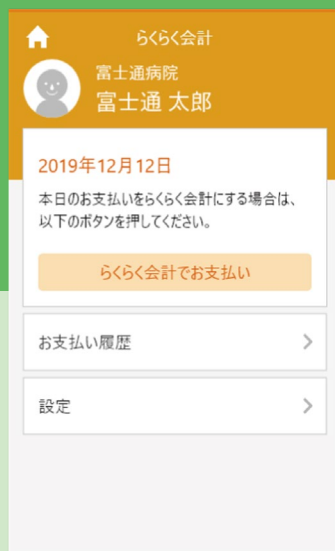 らくらく会計
富士通病院
富士通 太郎
2019年12月12日
本日のお支払いをらくらく会計にする場合は、
以下のボタンを押してください。
らくらく会計でお支払い
お支払い履歴
設定